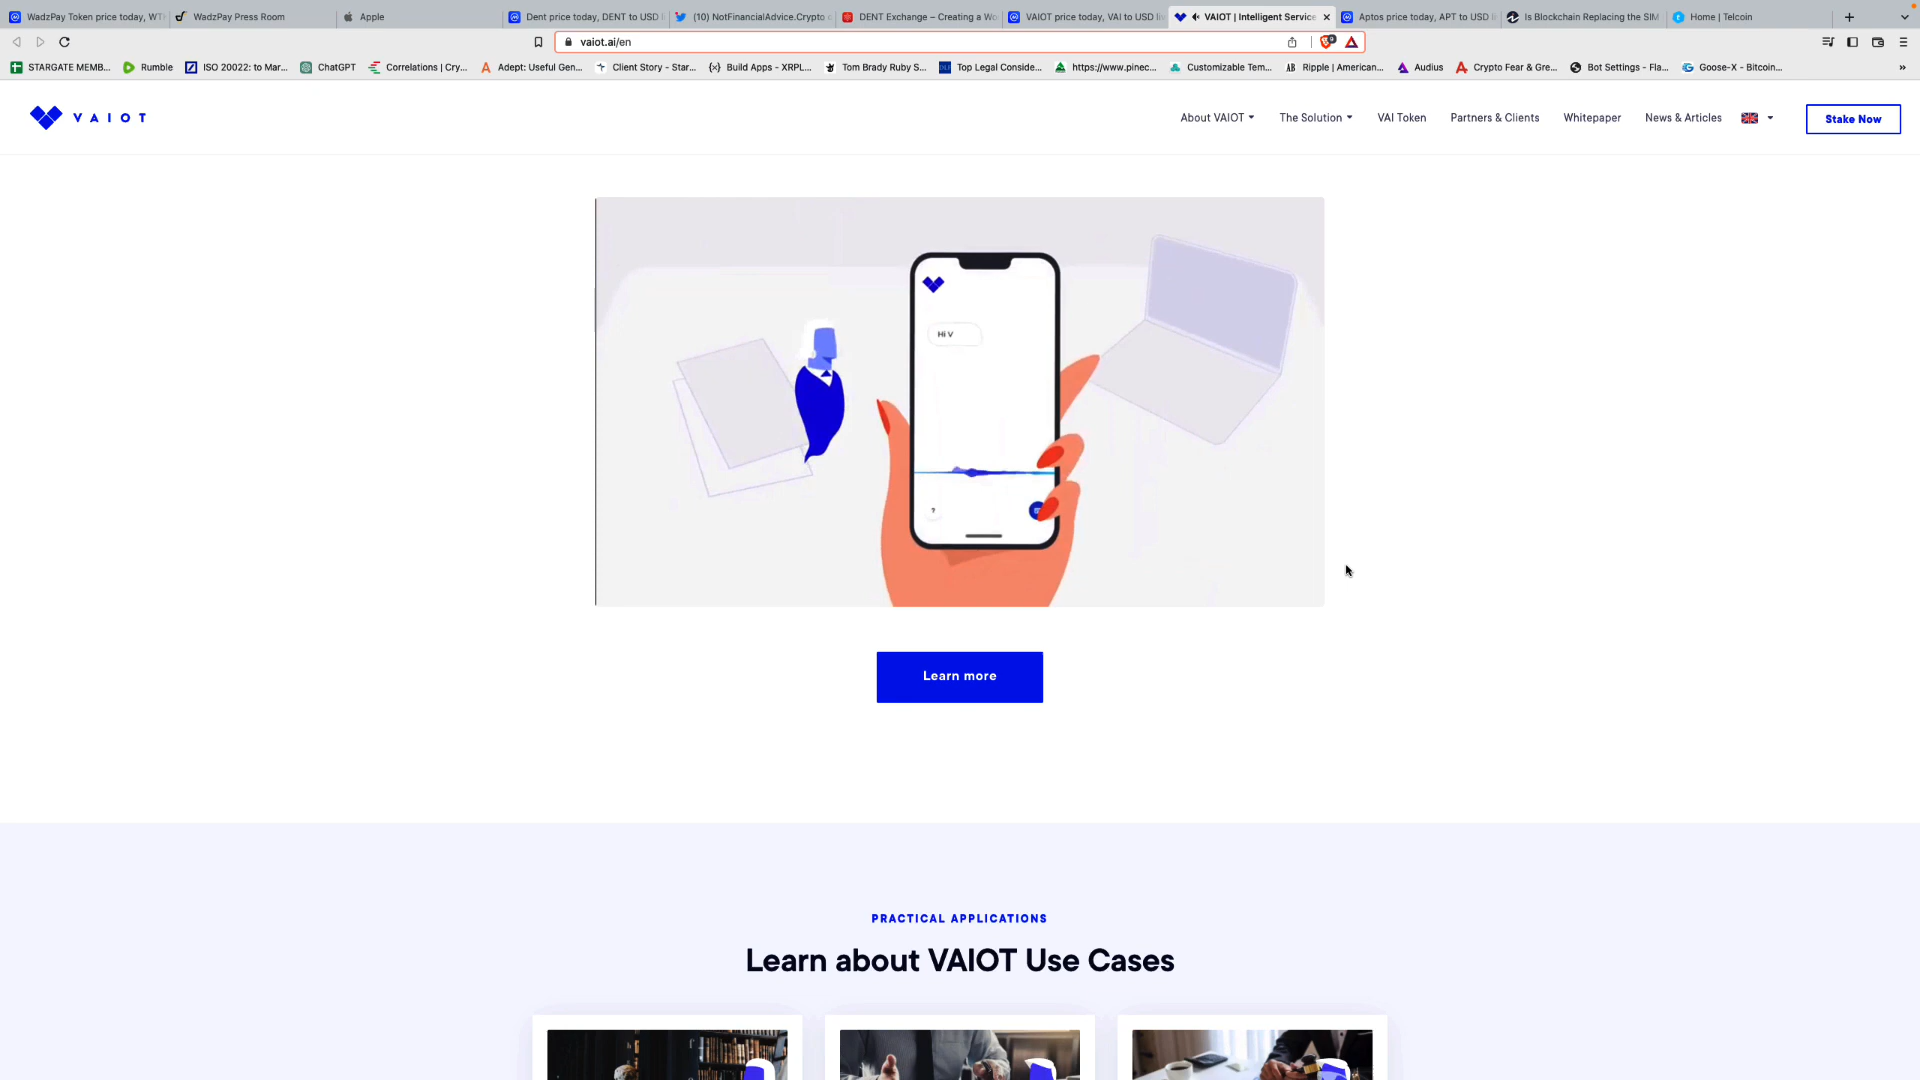 WadzPay Token price today, WT
WadzPay Press Room
Apple
Dent price today, DENT to USD l
(10) NotFinancialAdvice.Crypto
DENT Exchange – Creating a Wo
VAIOT price today, VAI to USD li
VAIOT | Intelligent Service
Aptos price today, APT to USD li
Is Blockchain Replacing the SIM
Home | Telcoin
vaiot.ai/en
9
STARGATE MEMB...
Rumble
ISO 20022: to Mar...
ChatGPT
Correlations | Cry...
Adept: Useful Gen...
Client Story - Star...
{x} Build Apps - XRPL...
Tom Brady Ruby S...
Top Legal Conside...
https://www.pinec...
Customizable Tem...
AB Ripple | American...
Audius
Crypto Fear & Gre...
Bot Settings - Fla...
Goose-X - Bitcoin...
VAIOT
About VAIOT
The Solution
VAI Token
Partners & Clients
Whitepaper
News & Articles
Stake Now
Hi V
?
Learn more
PRACTICAL APPLICATIONS
Learn about VAIOT Use Cases